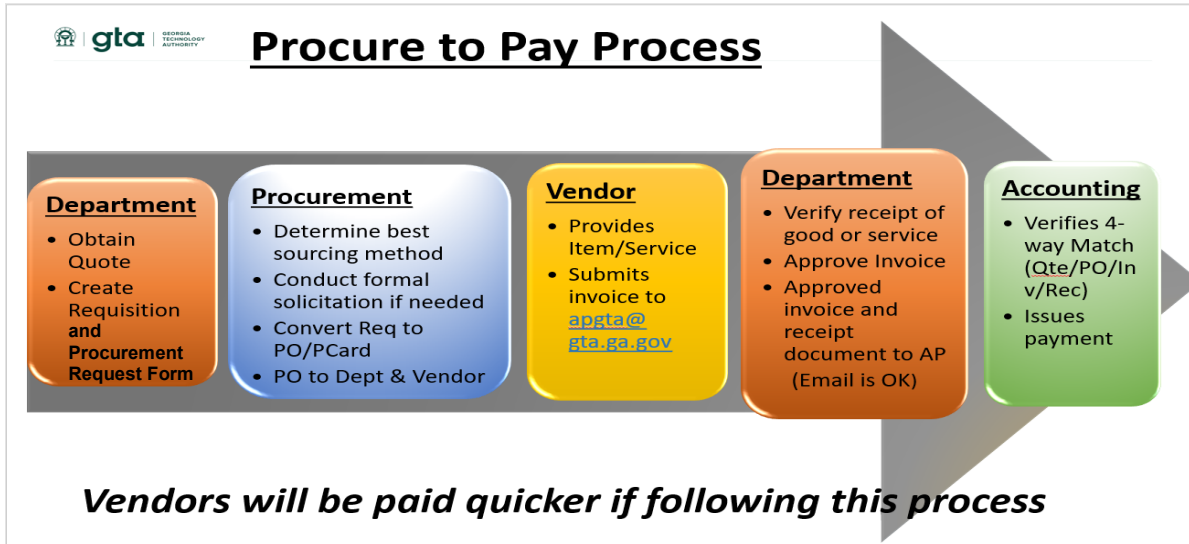 gta
GEORGIA
TECHNOLOGY
AUTHORITY
Procure to Pay Process
Department
• Obtain
Quote
• Create
Requisition
and
Procurement
Request Form
Procurement
• Determine best
sourcing method
• Conduct formal
solicitation if needed
• Convert Req to
PO/PCard
• PO to Dept & Vendor
Vendor
• Provides
Item/Service
• Submits
invoice to
apgta@
gta.ga.gov
Department
• Verify receipt of
good or service
• Approve Invoice
• Approved
invoice and
receipt
document to AP
(Email is OK)
Accounting
• Verifies 4-
way Match
(Qte/PO/In
v/Rec)
• Issues
payment
Vendors will be paid quicker if following this process